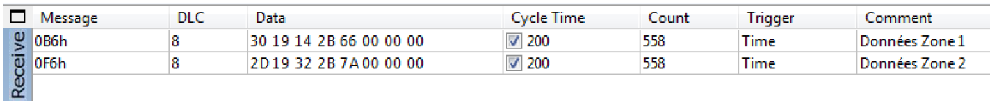 Message DLC Data Cycle Time Count Trigger Comment
0B6h 8 30 19 14 2B 66 00 00 00 200 558 Time Données Zone 1
0F6h 8 2D 19 32 2B 7A 00 00 00 200 558 Time Données Zone 2
Receive